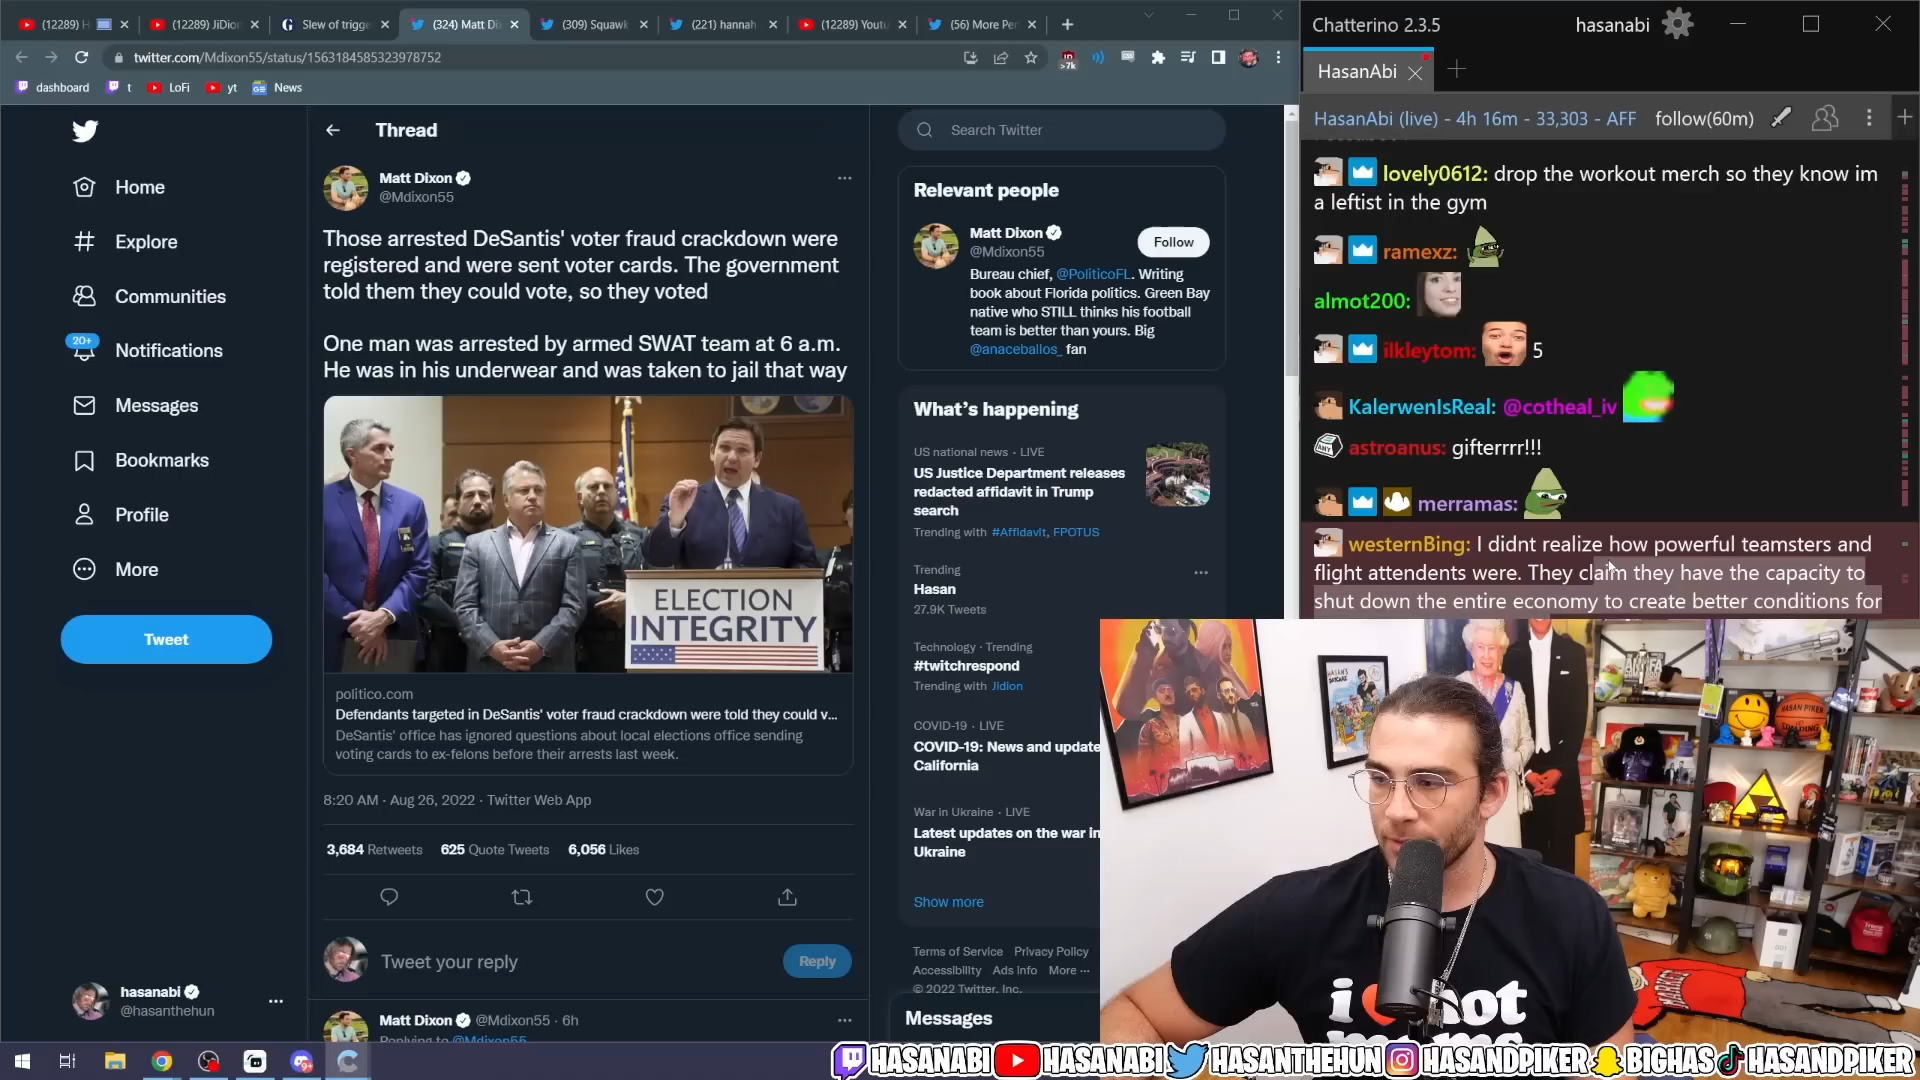 (12289) H
(12289) JiDior
Slew of trigge
(324) Matt Di
(309) Squawk
(221) hannah
(12289) Youtu
(56) More Per
twitter.com/Mdixon55/status/1563184585323978752
>7k
dashboard
t
LoFi
yt
News
Home
Explore
Communities
20+
Notifications
Messages
Bookmarks
Profile
More
Tweet
hasanabi
@hasanthehun
Thread
Matt Dixon
@Mdixon55
Those arrested DeSantis' voter fraud crackdown were
registered and were sent voter cards. The government
told them they could vote, so they voted
One man was arrested by armed SWAT team at 6 a.m.
He was in his underwear and was taken to jail that way
ELECTION
INTEGRITY
politico.com
Defendants targeted in DeSantis' voter fraud crackdown were told they could v...
DeSantis' office has ignored questions about local elections office sending
voting cards to ex-felons before their arrests last week.
8:20 AM · Aug 26, 2022 · Twitter Web App
3,684 Retweets 625 Quote Tweets 6,056 Likes
Tweet your reply
Reply
Matt Dixon @Mdixon55 · 6h
Replying to @Mdixon55
Search Twitter
Relevant people
Matt Dixon
@Mdixon55
Follow
Bureau chief, @PoliticoFL. Writing
book about Florida politics. Green Bay
native who STILL thinks his football
team is better than yours. Big
@anaceballos_ fan
What's happening
US national news · LIVE
US Justice Department releases
redacted affidavit in Trump
search
Trending with #Affidavit, FPOTUS
Trending
Hasan
27.9K Tweets
Technology · Trending
#twitchrespond
Trending with Jidion
COVID-19 · LIVE
COVID-19: News and update
California
War in Ukraine · LIVE
Latest updates on the war in
Ukraine
Show more
Terms of Service Privacy Policy
Accessibility Ads info More ···
© 2022 Twitter, Inc.
Messages
Chatterino 2.3.5
hasanabi
HasanAbi
HasanAbi (live) - 4h 16m - 33,303 - AFF
follow(60m)
lovely0612: drop the workout merch so they know im
a leftist in the gym
ramexz:
almot200:
ilkleytom: 5
KalerwenIsReal: @cotheal_iv
astroanus: gifterrrr!!!
merramas:
westernBing: I didnt realize how powerful teamsters and
flight attendents were. They claim they have the capacity to
shut down the entire economy to create better conditions for
HASAN PIKER
i hot
HASANABI HASANABI HASANTHEHUN HASANDPIKER BIGHAS HASANDPIKER